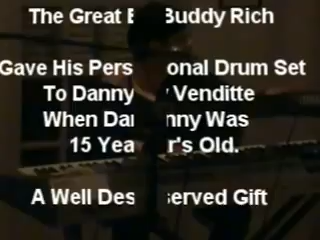 The Great Buddy Rich
Gave His Personal Drum Set
To Danny Venditte
When Danny Was
15 Year's Old.
A Well Deserved Gift